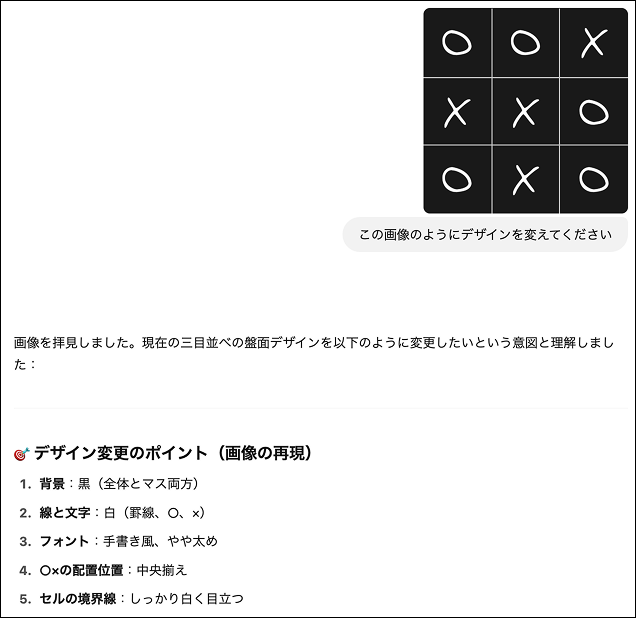 ○ ○ ×
× × ○
○ × ○
この画像のようにデザインを変えてください
画像を拝見しました。現在の三目並べの盤面デザインを以下のように変更したいという意図と理解しまし
た：
🎯 デザイン変更のポイント（画像の再現）
1. 背景：黒（全体とマス両方）
2. 線と文字：白（罫線、○、×）
3. フォント：手書き風、やや太め
4. ○×の配置位置：中央揃え
5. セルの境界線：しっかり白く目立つ